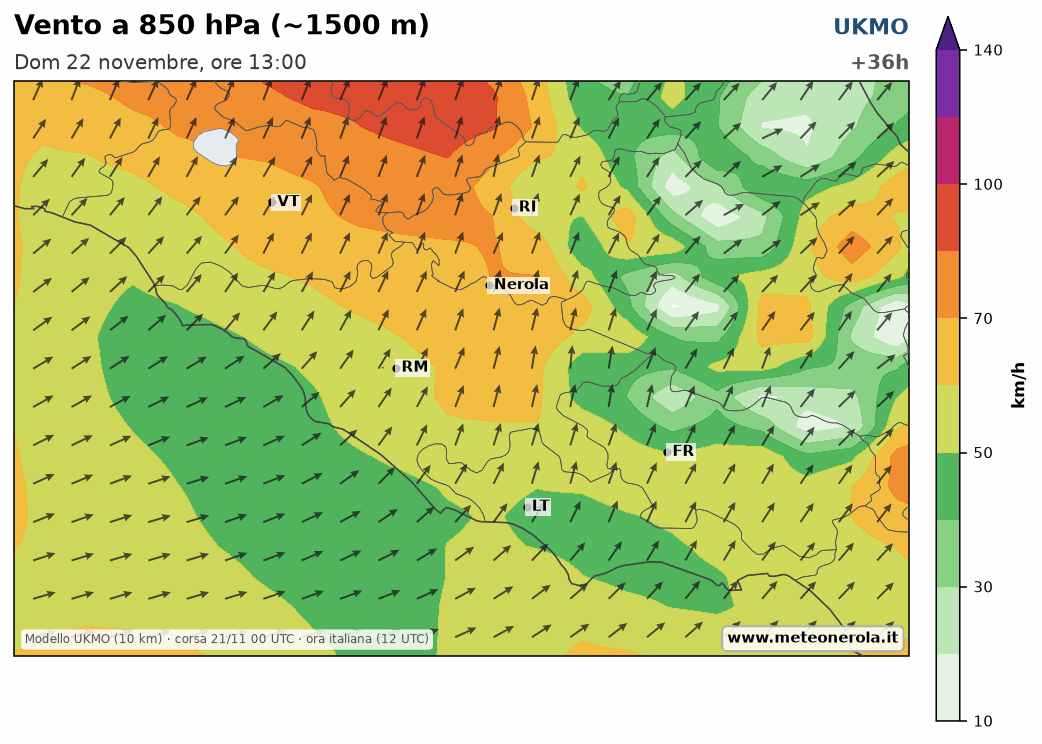 Vento a 850 hPa (~1500 m)
UKMO
Dom 22 novembre, ore 13:00
+36h
140
100
70
50
30
10
km/h
VT
RI
Nerola
RM
FR
LT
Modello UKMO (10 km) · corsa 21/11 00 UTC · ora italiana (12 UTC)
www.meteonerola.it